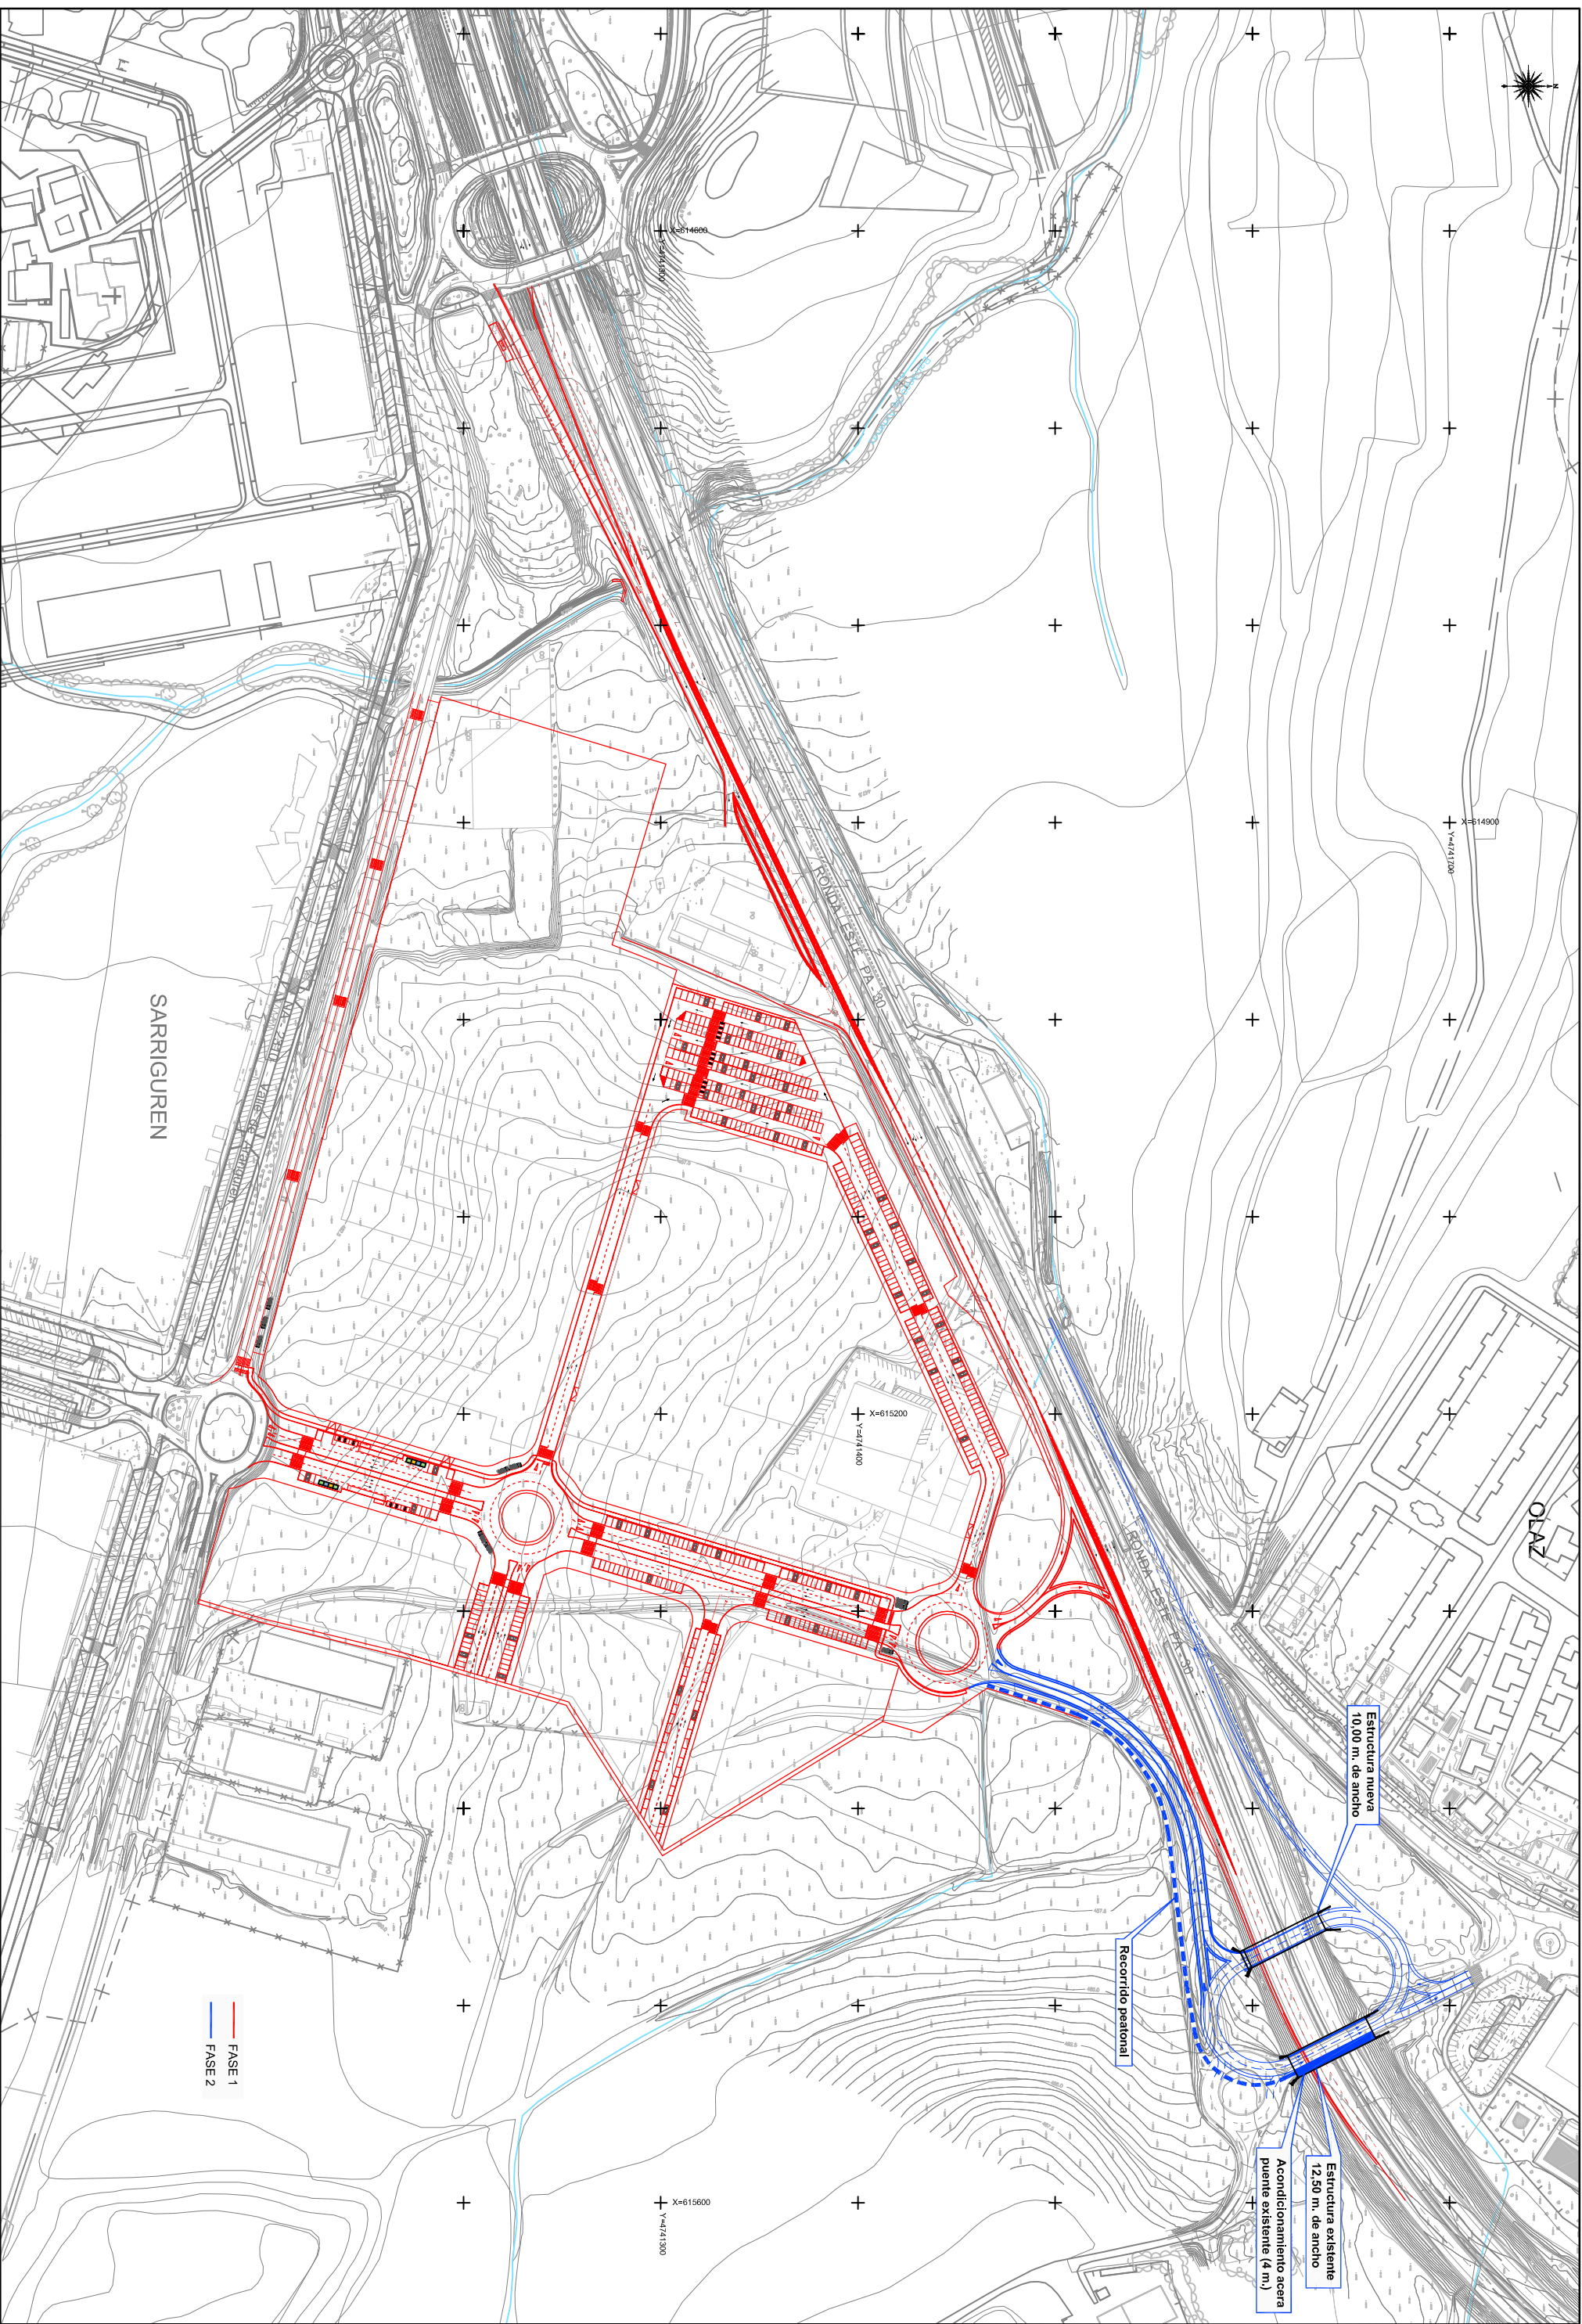 N
X=614600
Y=4741300
X=614900
Y=4741700
RONDA ESTE PA - 30
SARRIGUREN
OLAZ
X=615200
Y=4741400
RONDA ESTE PA - 30
Estructura nueva
10,00 m. de ancho
Recorrido peatonal
Estructura existente
12,50 m. de ancho
Acondicionamiento acera
puente existente (4 m.)
FASE 1
FASE 2
X=615600
Y=4741300